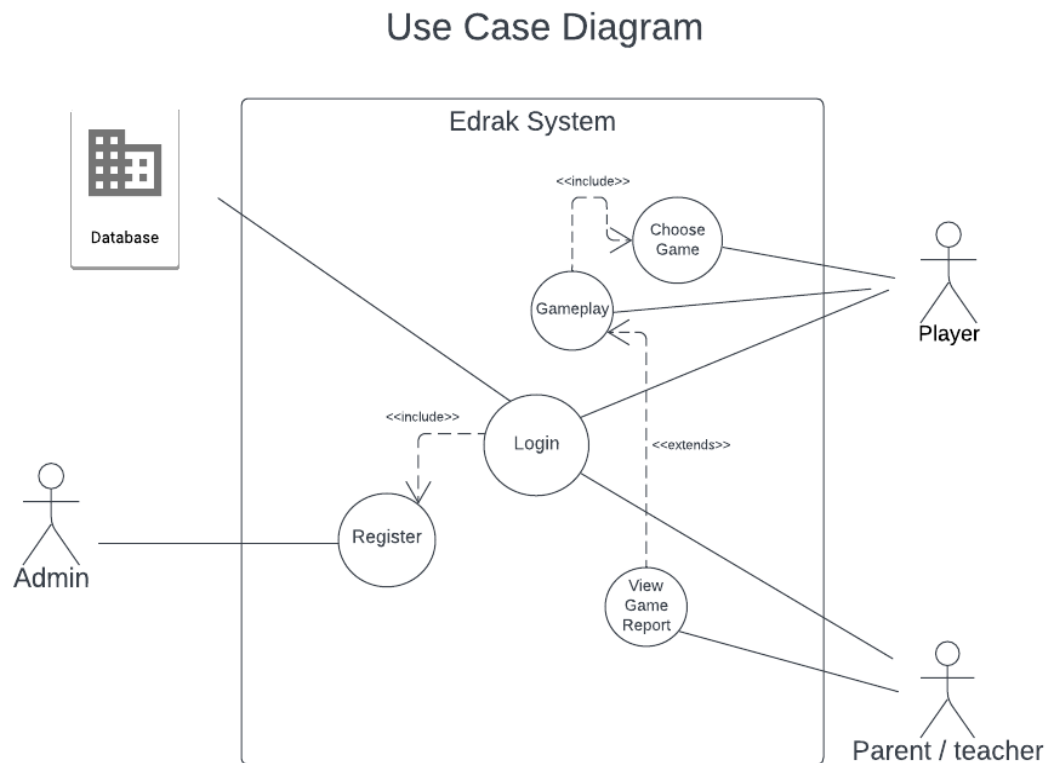 Use Case Diagram
Edrak System
Database
<<include>>
Choose
Game
Gameplay
Player
<<include>>
Login
<<extends>>
Register
Admin
View
Game
Report
Parent / teacher